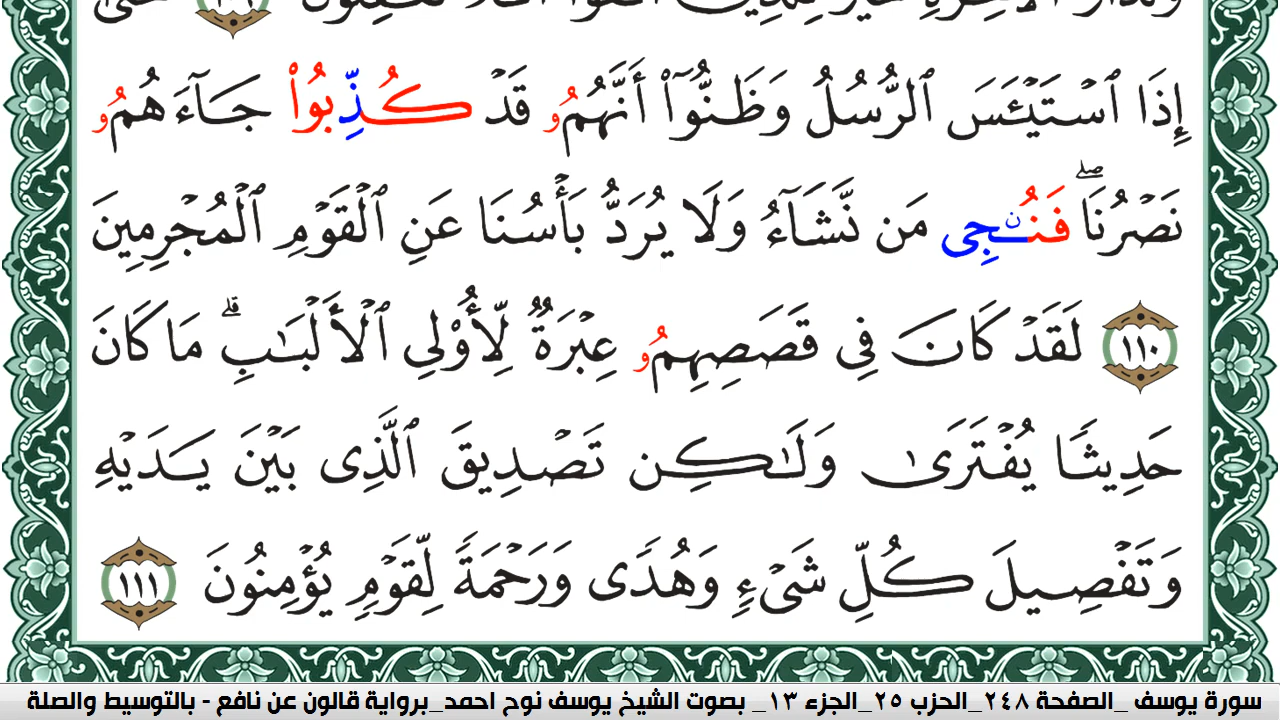 إِذَا ٱسْتَيْـَٔسَ ٱلرُّسُلُ وَظَنُّوٓا۟ أَنَّهُمُۥ قَدْ كُذِّبُوا۟ جَآءَهُمُۥ
نَصْرُنَا ۖ فَنُۨجِى مَن نَّشَآءُ وَلَا يُرَدُّ بَأْسُنَا عَنِ ٱلْقَوْمِ ٱلْمُجْرِمِينَ
١١٠ لَقَدْ كَانَ فِى قَصَصِهِمُۥ عِبْرَةٌ لِّأُو۟لِى ٱلْأَلْبَـٰبِ ۗ مَا كَانَ
حَدِيثًا يُفْتَرَىٰ وَلَـٰكِن تَصْدِيقَ ٱلَّذِى بَيْنَ يَدَيْهِ
وَتَفْصِيلَ كُلِّ شَىْءٍ وَهُدًى وَرَحْمَةً لِّقَوْمٍ يُؤْمِنُونَ ١١١
سورة يوسف _الصفحة ٢٤٨_الحزب ٢٥_الجزء ١٣_ بصوت الشيخ يوسف نوح احمد_برواية قالون عن نافع - بالتوسيط والصلة